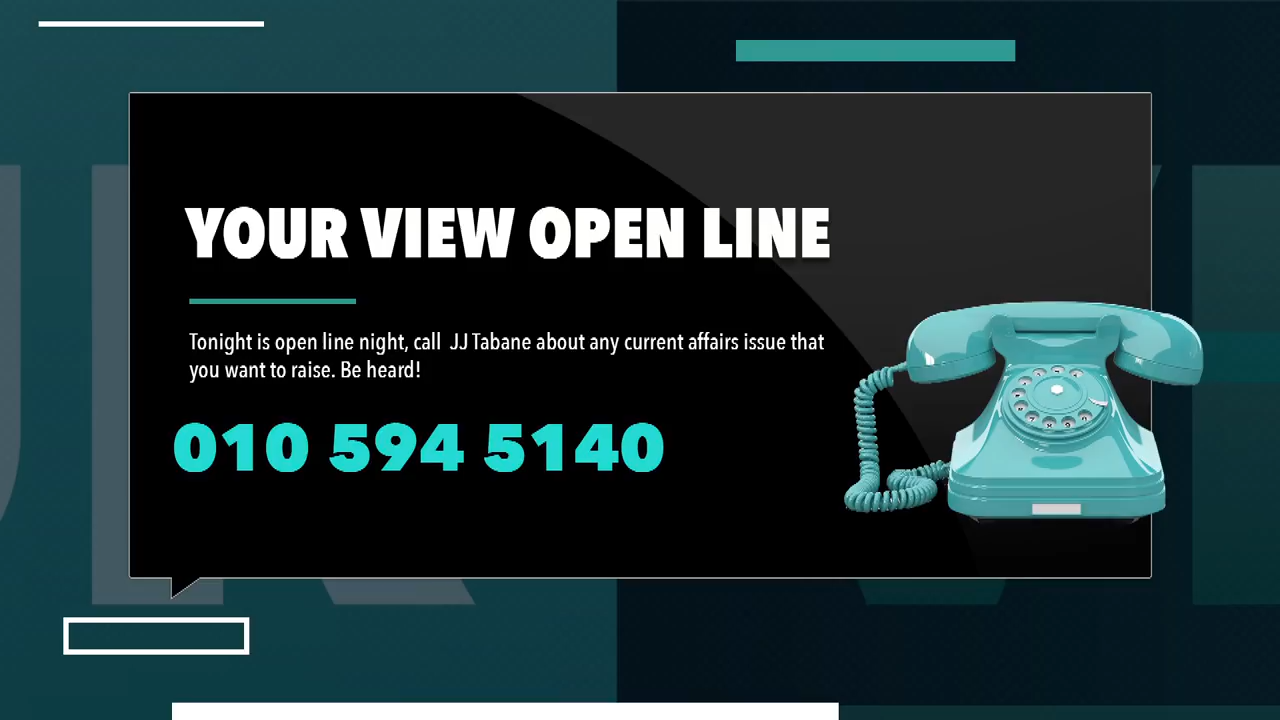 YOUR VIEW OPEN LINE
Tonight is open line night, call JJ Tabane about any current affairs issue that
you want to raise. Be heard!
010 594 5140